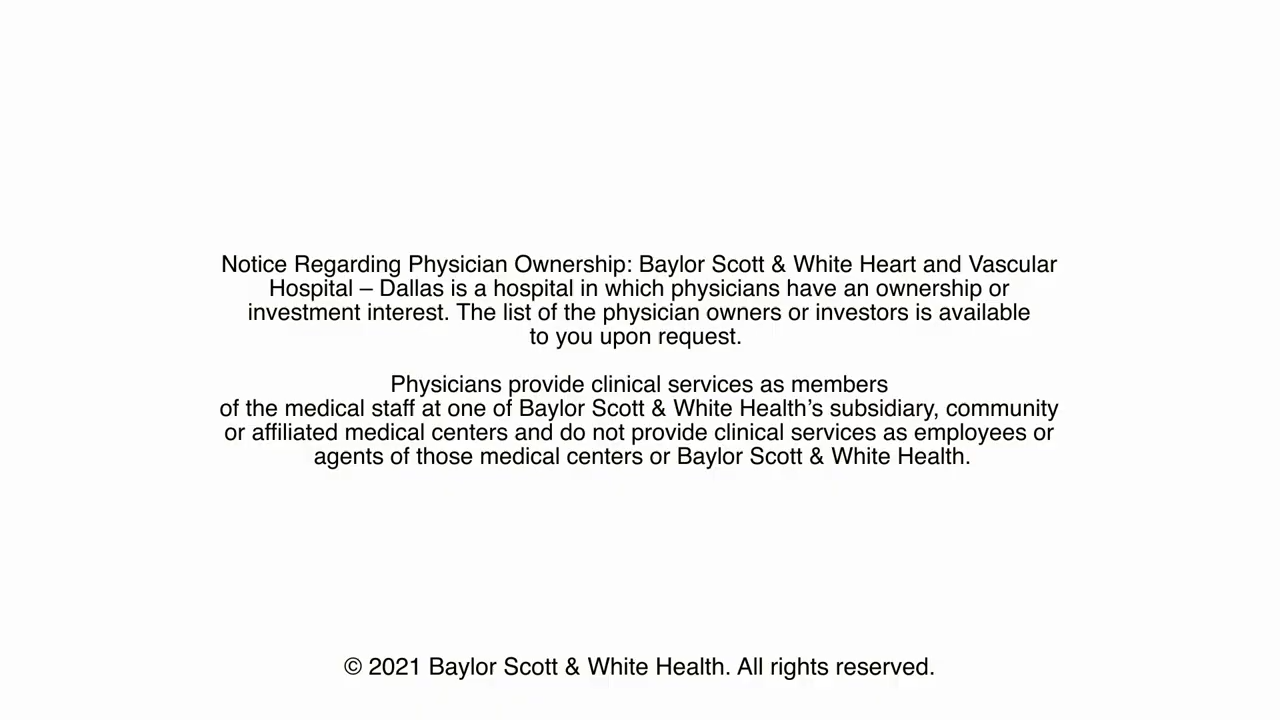 Notice Regarding Physician Ownership: Baylor Scott & White Heart and Vascular
Hospital – Dallas is a hospital in which physicians have an ownership or
investment interest. The list of the physician owners or investors is available
to you upon request.
Physicians provide clinical services as members
of the medical staff at one of Baylor Scott & White Health’s subsidiary, community
or affiliated medical centers and do not provide clinical services as employees or
agents of those medical centers or Baylor Scott & White Health.
© 2021 Baylor Scott & White Health. All rights reserved.